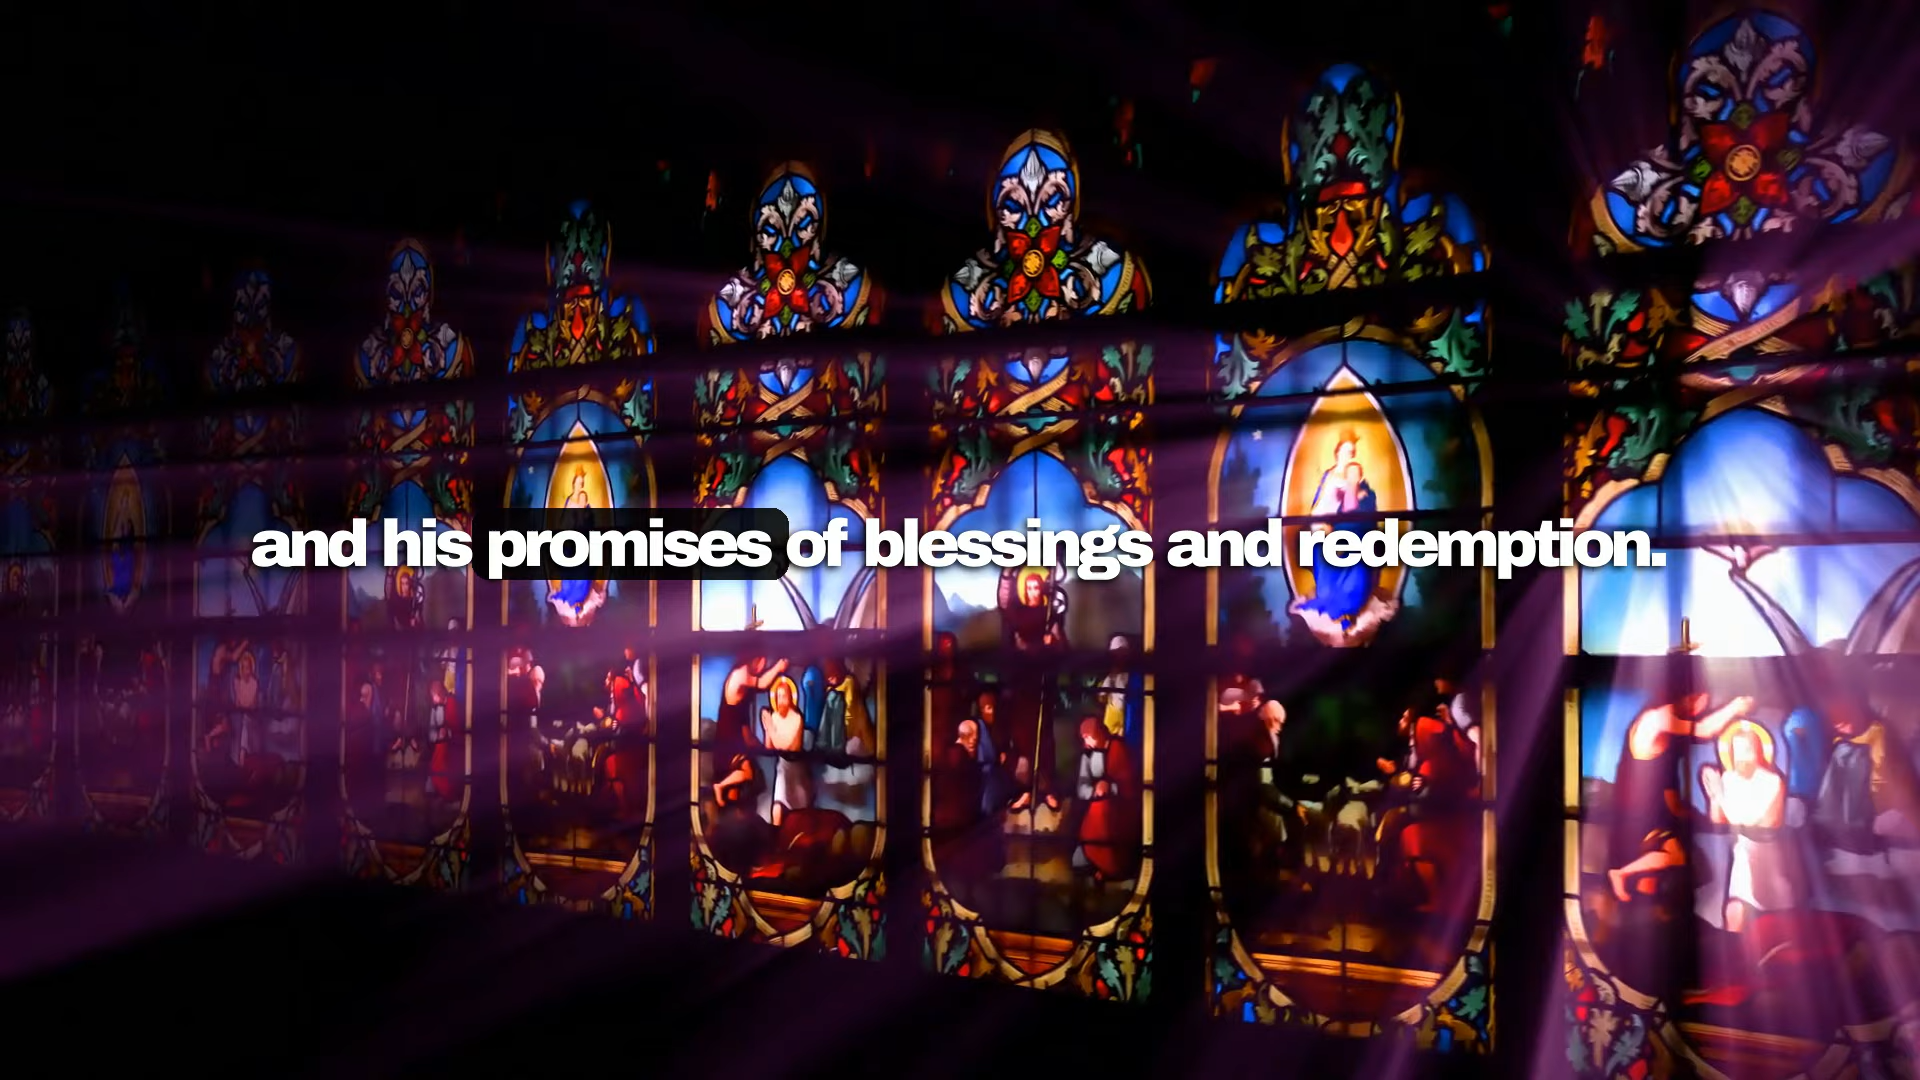 and his promises of blessings and redemption.